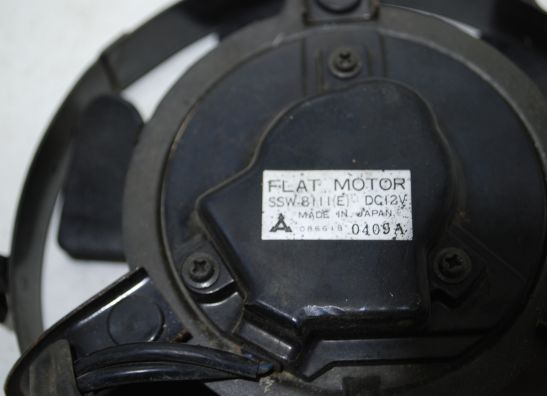 FLAT MOTOR
SSW-8111(E) DC12V
MADE IN JAPAN
0409A